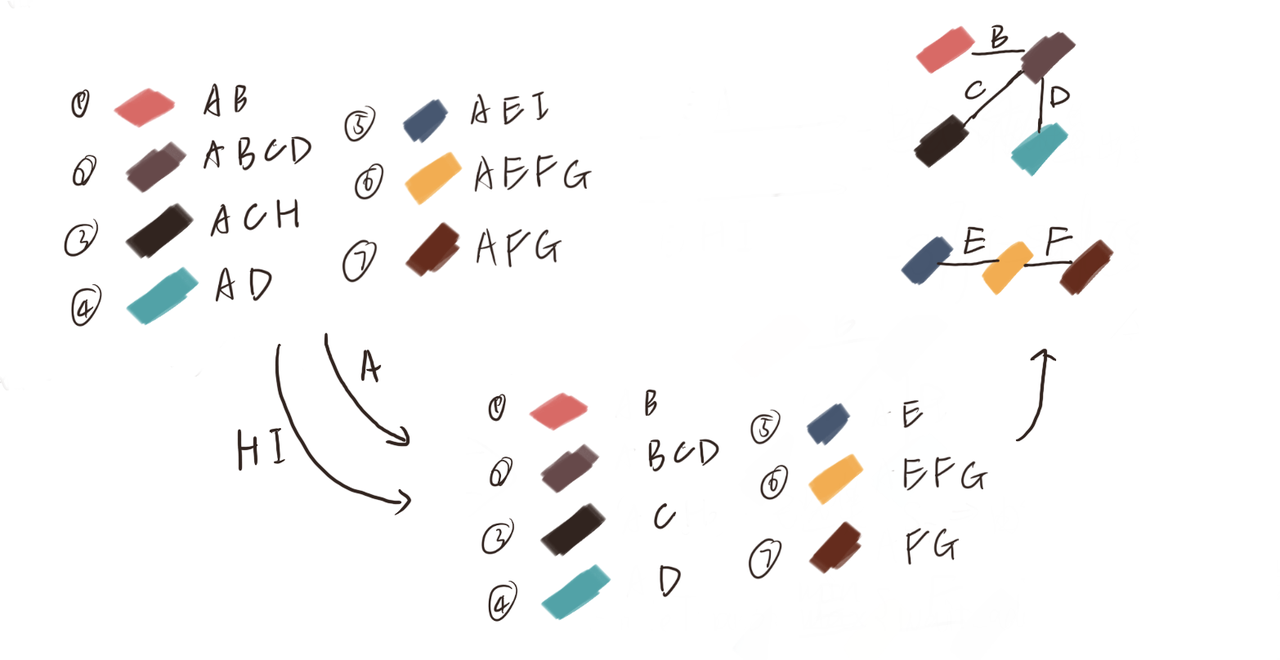 ① AB
② ABCD
③ ACH
④ AD
⑤ AEI
⑥ AEFG
⑦ AFG
A
HI
① B
② BCD
③ C
④ D
⑤ E
⑥ EFG
⑦ FG
B
C
D
E F